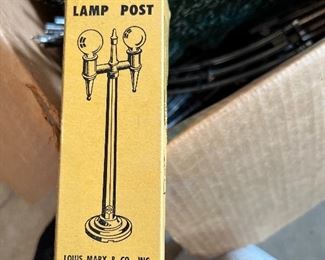 LAMP POST
LOUIS MARX & CO., INC.